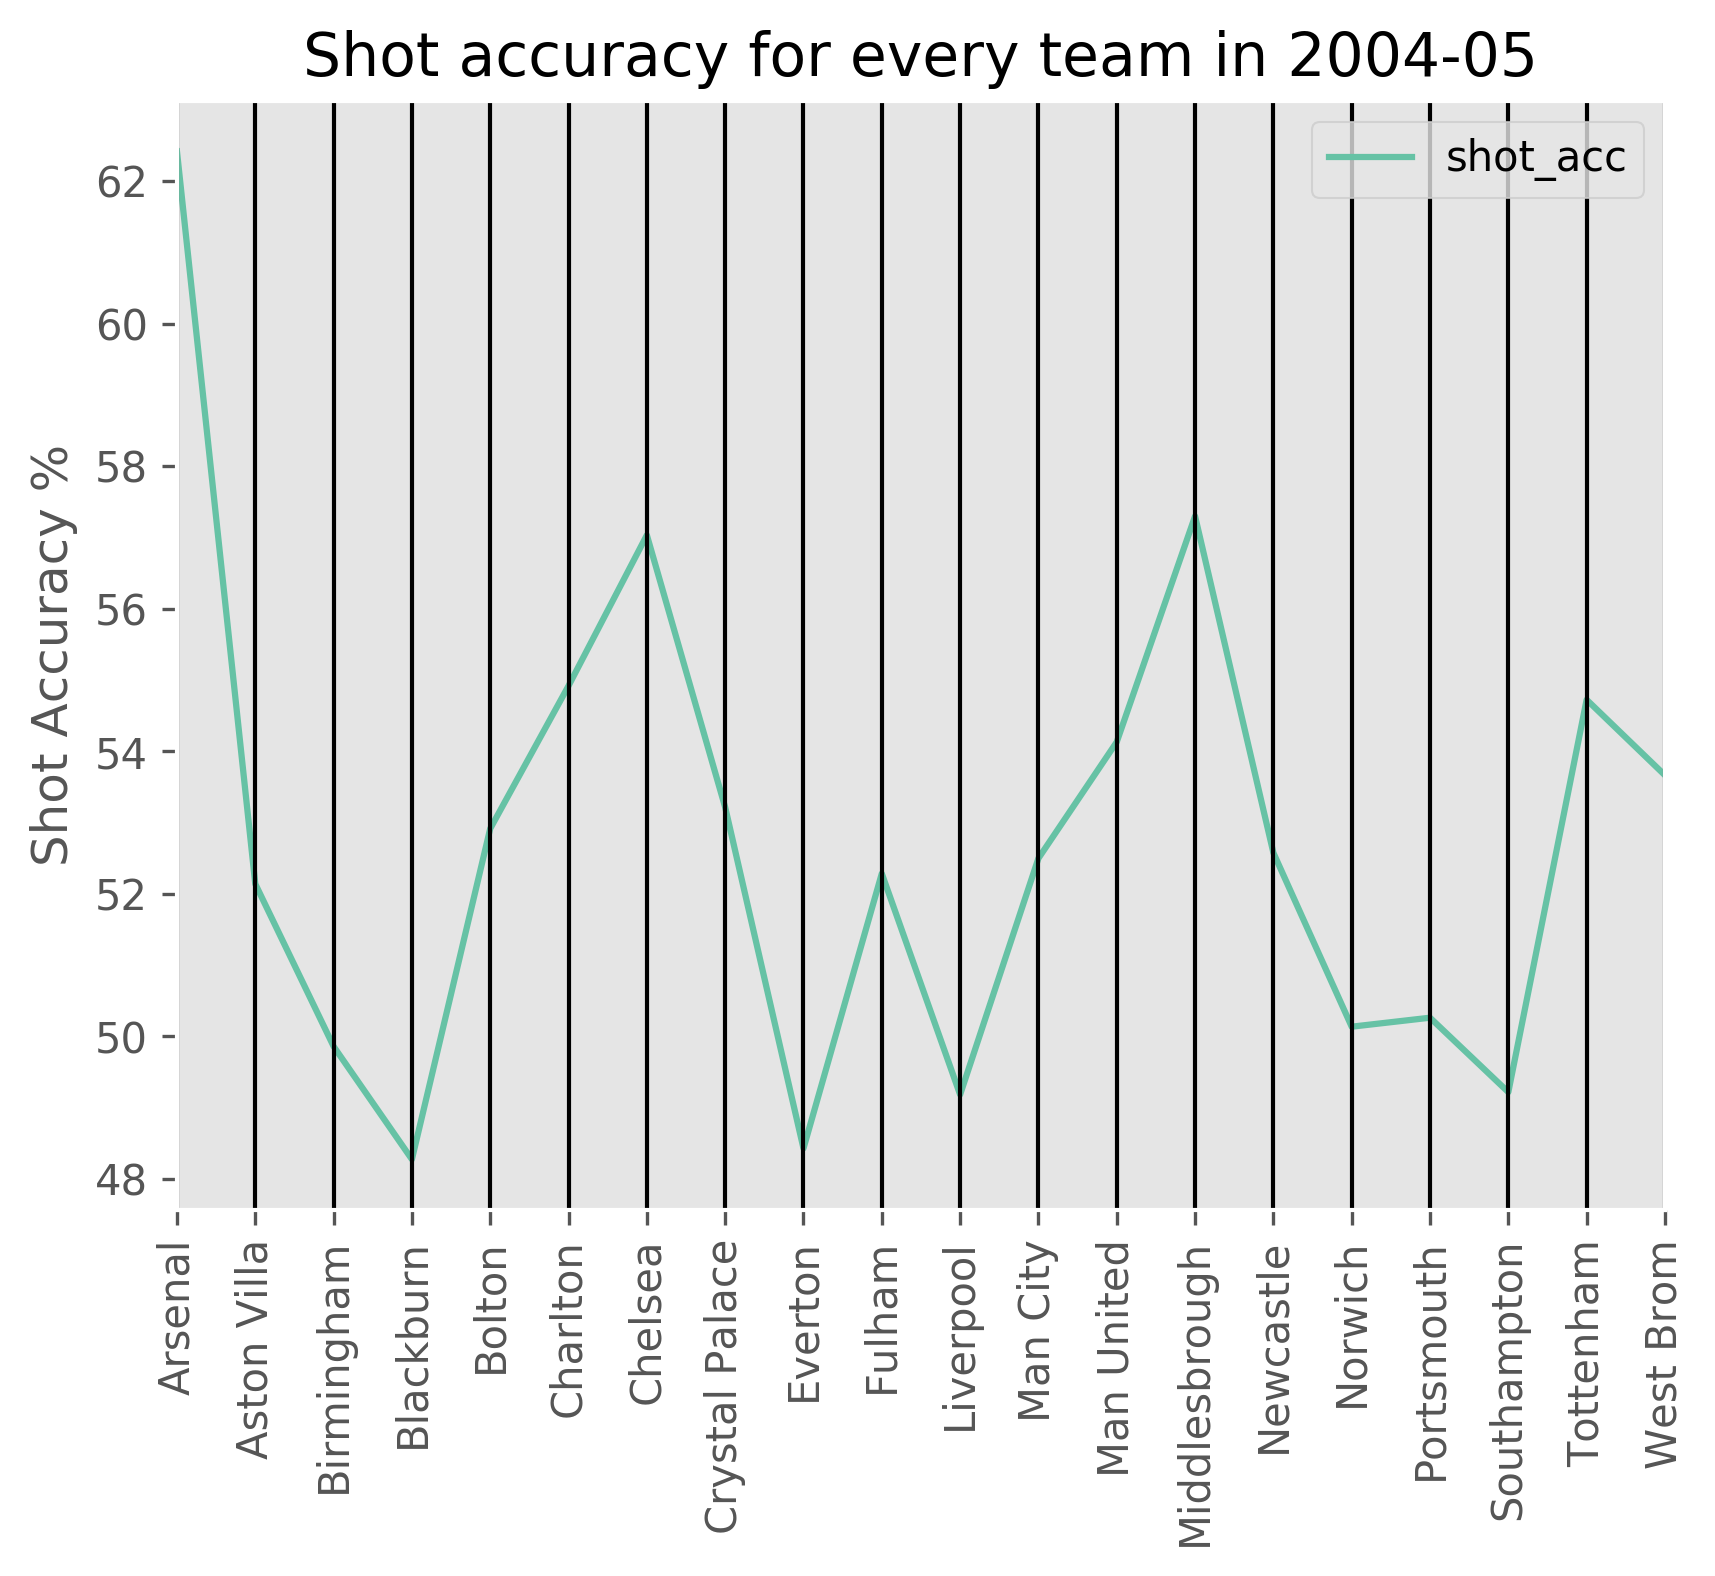 Shot accuracy for every team in 2004-05
shot_acc
Shot Accuracy %
62
60
58
56
54
52
50
48
Arsenal
Aston Villa
Birmingham
Blackburn
Bolton
Charlton
Chelsea
Crystal Palace
Everton
Fulham
Liverpool
Man City
Man United
Middlesbrough
Newcastle
Norwich
Portsmouth
Southampton
Tottenham
West Brom